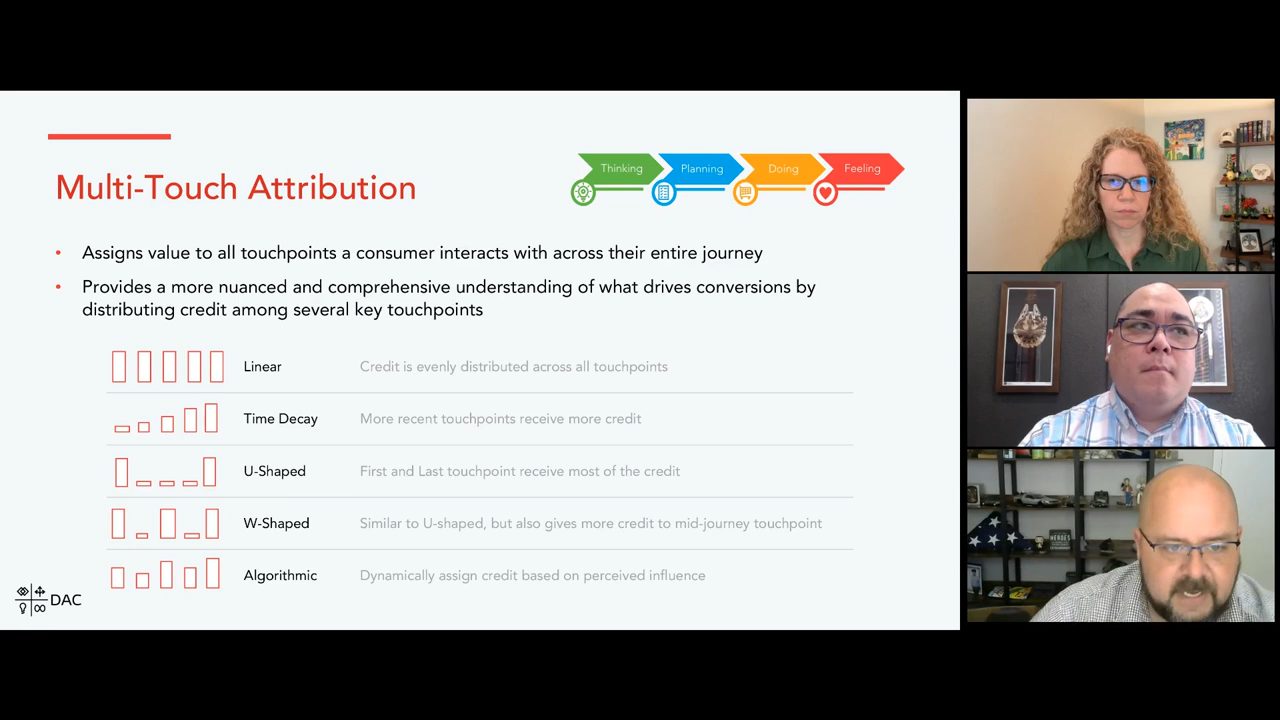 Multi-Touch Attribution
Thinking
Planning
Doing
Feeling
• Assigns value to all touchpoints a consumer interacts with across their entire journey
• Provides a more nuanced and comprehensive understanding of what drives conversions by
distributing credit among several key touchpoints
Linear Credit is evenly distributed across all touchpoints
Time Decay More recent touchpoints receive more credit
U-Shaped First and Last touchpoint receive most of the credit
W-Shaped Similar to U-shaped, but also gives more credit to mid-journey touchpoint
Algorithmic Dynamically assign credit based on perceived influence
DAC
HEROES